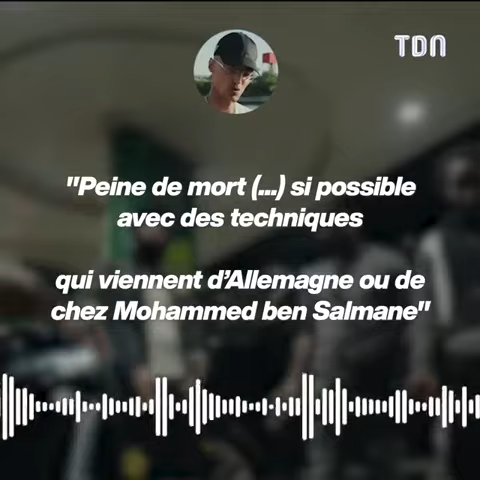 TDN
"Peine de mort (...) si possible
avec des techniques
qui viennent d'Allemagne ou de
chez Mohammed ben Salmane"